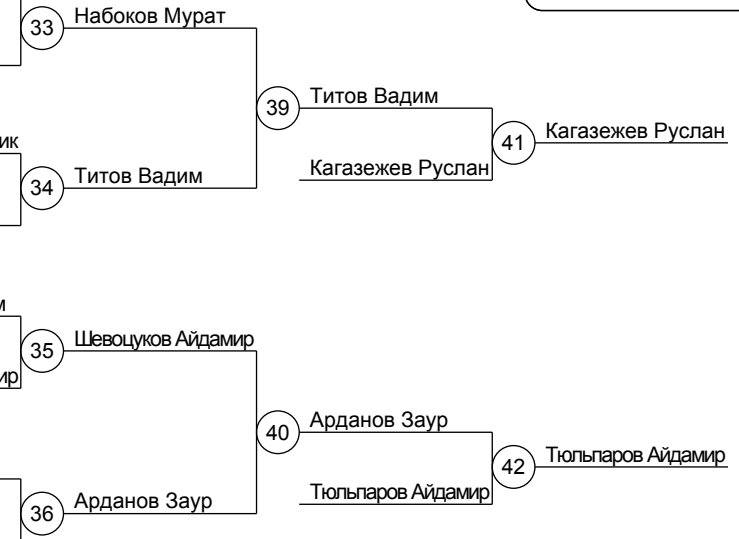 33 Набоков Мурат
39 Титов Вадим
41 Кагазежев Руслан
34 Титов Вадим
Кагазежев Руслан
35 Шевоцуков Айдамир
40 Арданов Заур
42 Тюльпаров Айдамир
Тюльпаров Айдамир
36 Арданов Заур